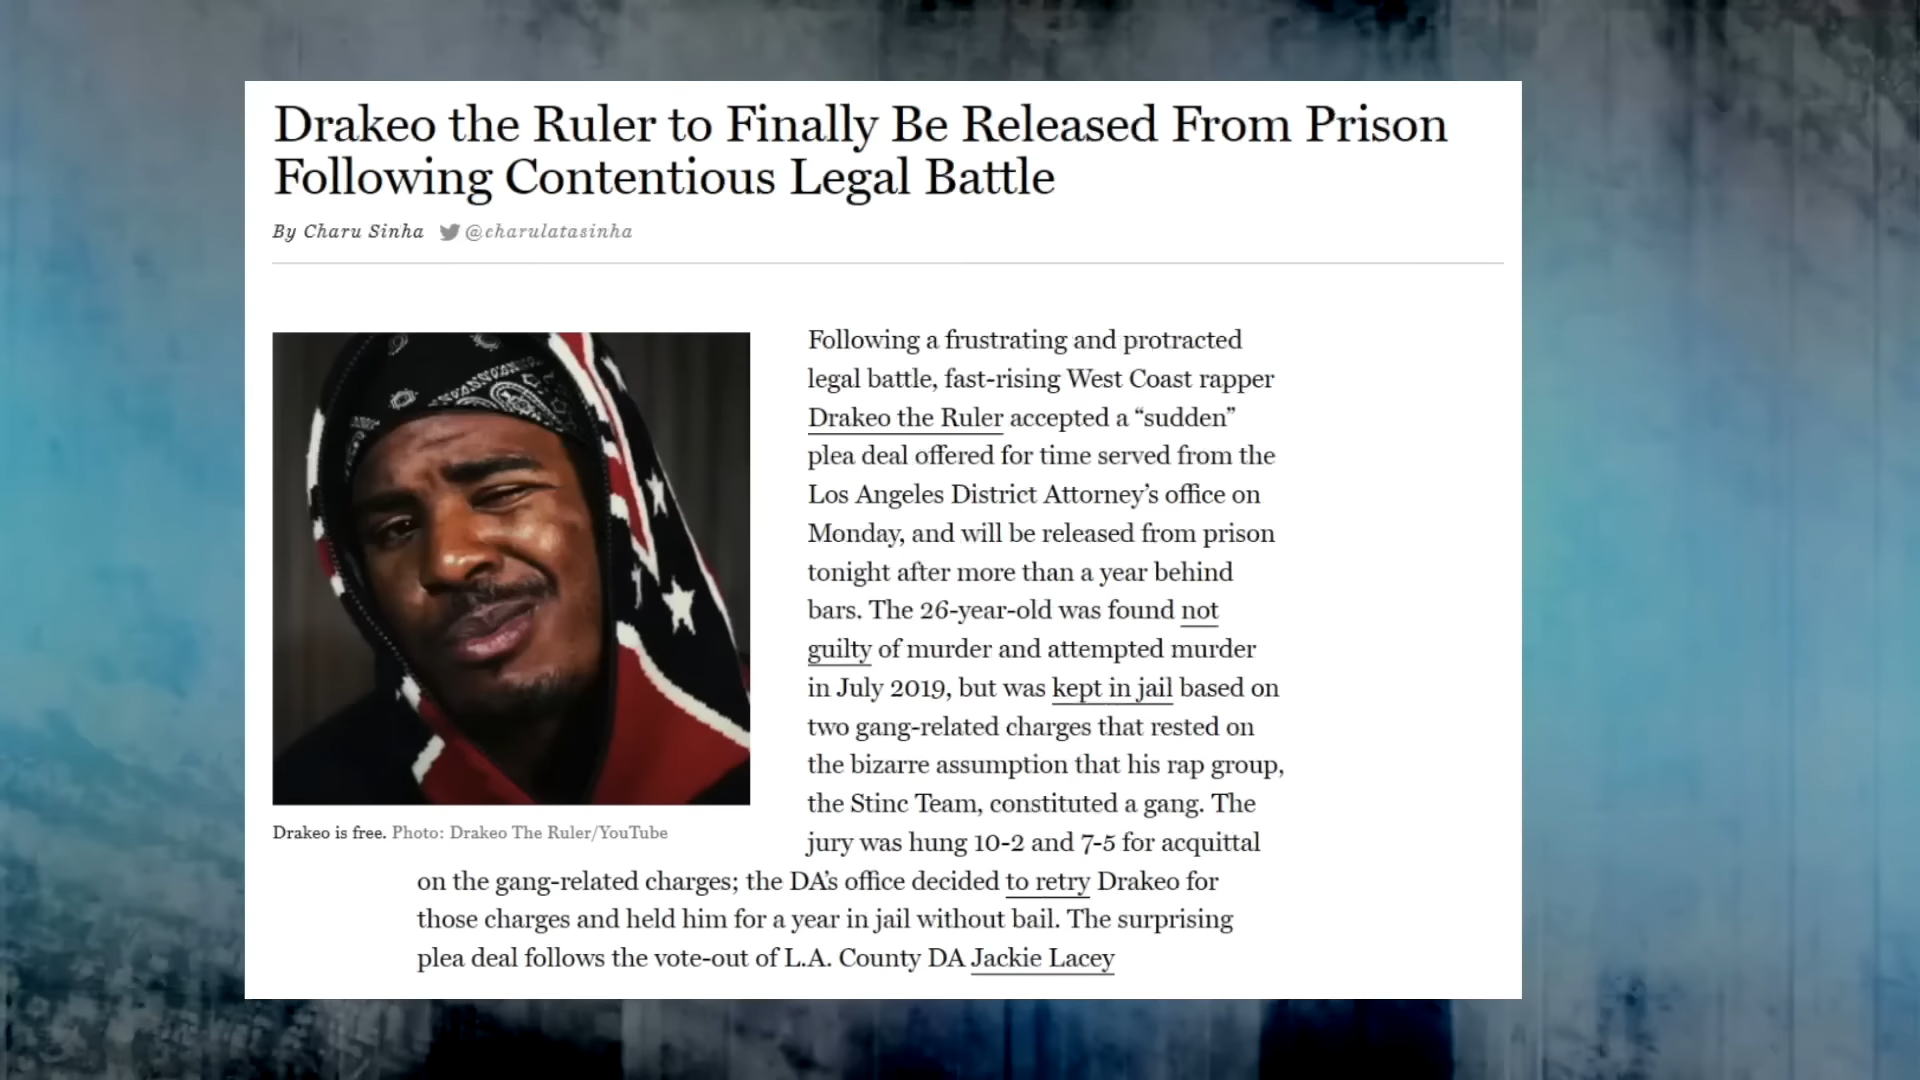 Drakeo the Ruler to Finally Be Released From Prison
Following Contentious Legal Battle
By Charu Sinha @charulatasinha
Following a frustrating and protracted
legal battle, fast-rising West Coast rapper
Drakeo the Ruler accepted a “sudden”
plea deal offered for time served from the
Los Angeles District Attorney’s office on
Monday, and will be released from prison
tonight after more than a year behind
bars. The 26-year-old was found not
guilty of murder and attempted murder
in July 2019, but was kept in jail based on
two gang-related charges that rested on
the bizarre assumption that his rap group,
the Stinc Team, constituted a gang. The
jury was hung 10-2 and 7-5 for acquittal
on the gang-related charges; the DA’s office decided to retry Drakeo for
those charges and held him for a year in jail without bail. The surprising
plea deal follows the vote-out of L.A. County DA Jackie Lacey
Drakeo is free. Photo: Drakeo The Ruler/YouTube